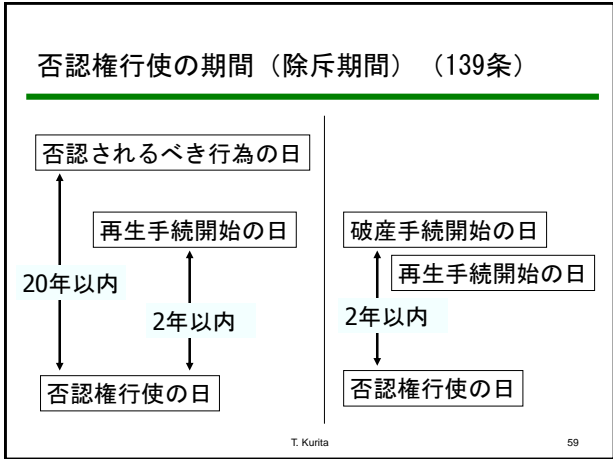 否認権行使の期間（除斥期間）（139条）
否認されるべき行為の日
再生手続開始の日
20年以内
2年以内
否認権行使の日
破産手続開始の日
再生手続開始の日
2年以内
否認権行使の日
T. Kurita
59